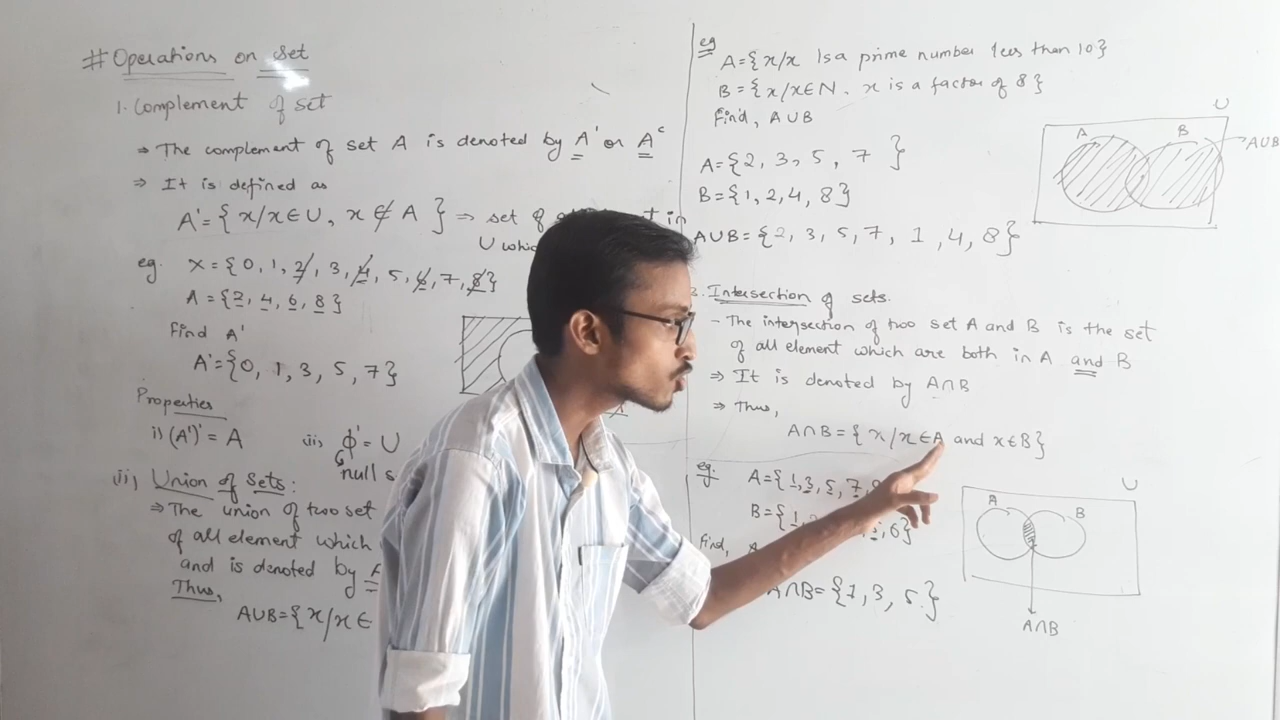 # Operations on set
1. Complement of set
⇒ The complement of set A is denoted by A' or Aᶜ
⇒ It is defined as
A' = { x/x ∈ U, x ∉ A } ⇒ set of in
U
eg. X = { 0, 1, 2, 3, 4, 5, 6, 7, 8 }
A = { 2, 4, 6, 8 }
Find A'
A' = { 0, 1, 3, 5, 7 }
A
Properties
i) (A')' = A
ii) ϕ' = U
null s
ii) Union of Sets :
⇒ The union of two set
of all element which
and is denoted by
Thus,
A∪B = { x/x ∈
eg A = { x/x is a prime number less than 10 }
B = { x/x ∈ N, x is a factor of 8 }
Find, A∪B
A = { 2, 3, 5, 7 }
B = { 1, 2, 4, 8 }
A∪B = { 2, 3, 5, 7, 1, 4, 8 }
U
A B
A∪B
3. Intersection of sets.
- The intersection of two set A and B is the set
of all element which are both in A and B
⇒ It is denoted by A∩B
⇒ Thus,
A∩B = { x/x ∈ A and x ∈ B }
eg. A = { 1, 3, 5, 7,
B = { 1, , 6 }
Find,
A∩B = { 1, 3, 5 }
U
A B
A∩B